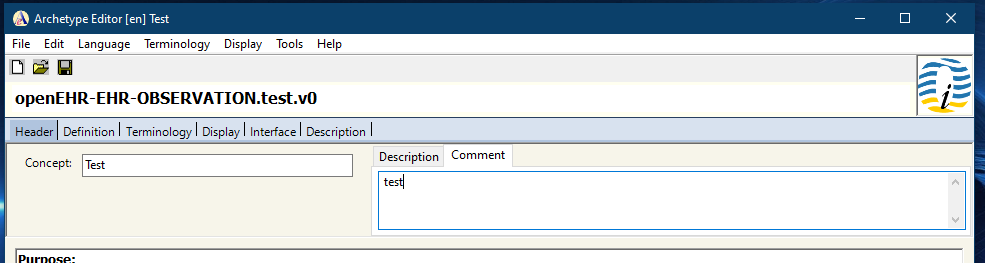 Archetype Editor [en] Test
File Edit Language Terminology Display Tools Help
openEHR-EHR-OBSERVATION.test.v0
Header Definition Terminology Display Interface Description
Concept: Test
Description Comment
test
Purpose: